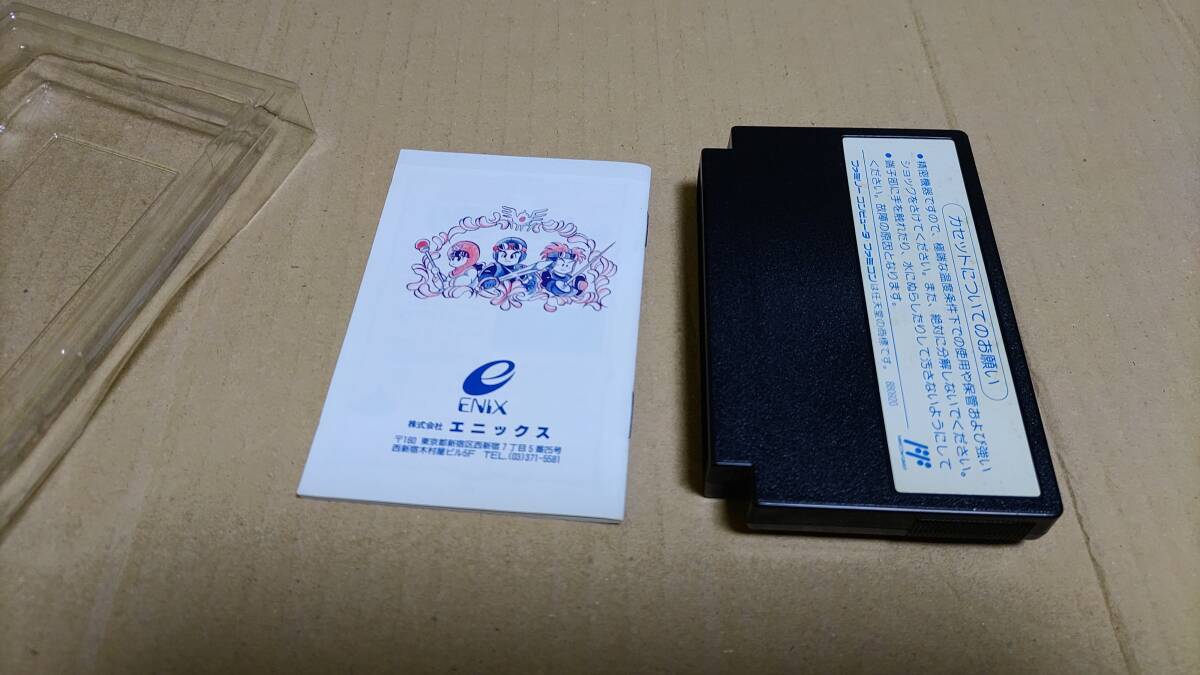 ENIX
株式会社 エニックス
〒160 東京都新宿区西新宿7丁目5番25号
西新宿木村屋ビル5F TEL.(03)371-5581
カセットについてのお願い
●精密機器ですので、極端な温度条件下での使用や保管および強い
ショックをさけてください。また、絶対に分解しないでください。
●端子部に手を触れたり、水にぬらしたりして汚さないようにして
ください。故障の原因となります。
ファミリーコンピュータ ファミコンは任天堂の商標です。